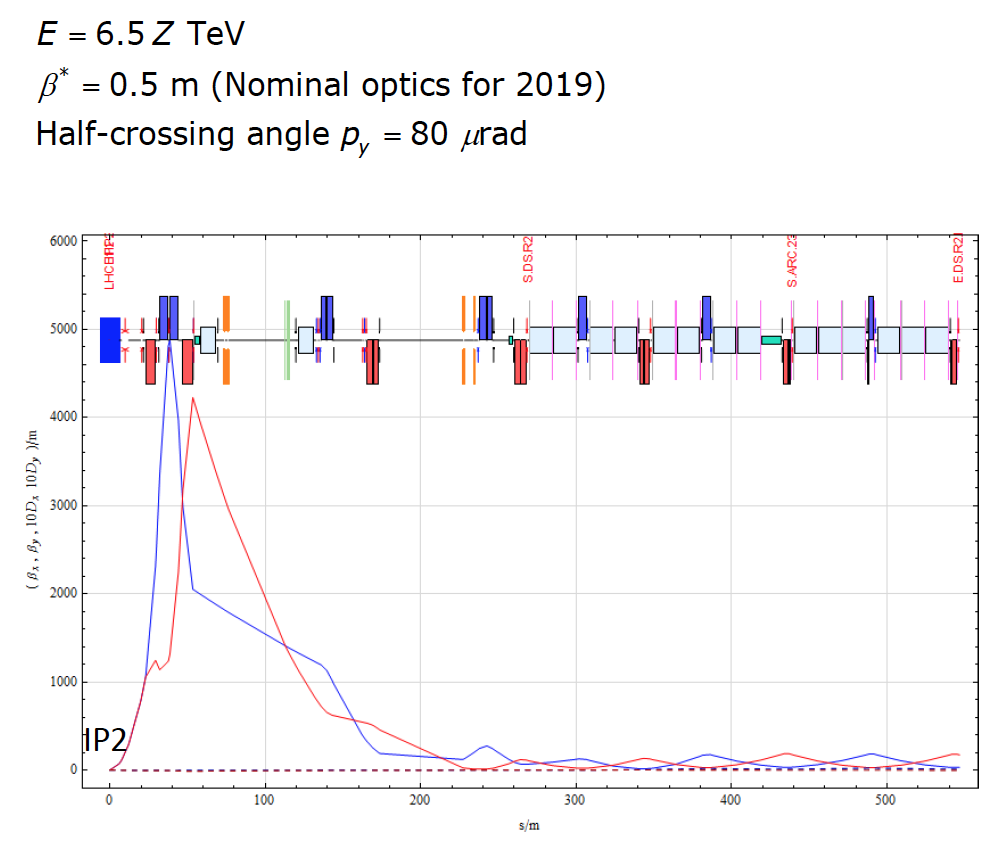 E = 6.5 Z TeV
β* = 0.5 m (Nominal optics for 2019)
Half-crossing angle py = 80 μrad
S.DS.R2
S.ARC.23
E.DS.R2
6000
5000
4000
3000
2000
1000
0
( βx , βy , 10Dx 10Dy )/m
IP2
0 100 200 300 400 500
s/m